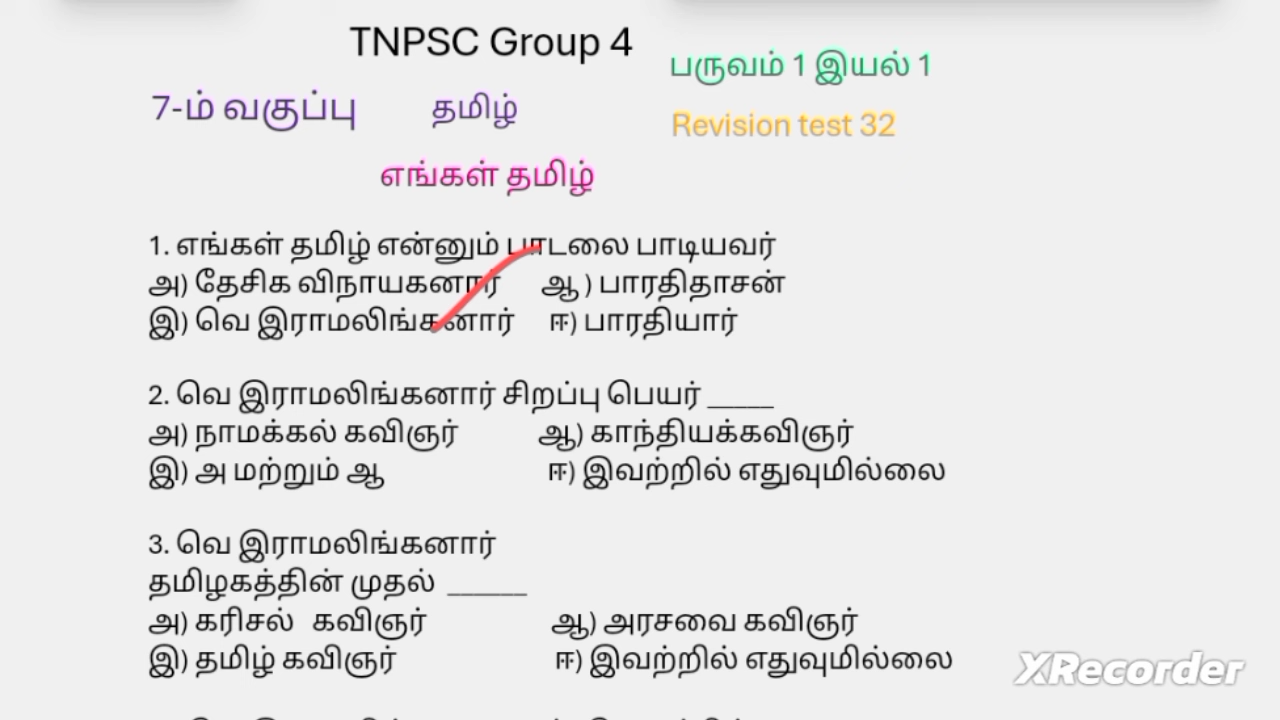 TNPSC Group 4
பருவம் 1 இயல் 1
7-ம் வகுப்பு தமிழ்
Revision test 32
எங்கள் தமிழ்
1. எங்கள் தமிழ் என்னும் பாடலை பாடியவர்
அ) தேசிக விநாயகனார் ஆ ) பாரதிதாசன்
இ) வெ இராமலிங்கனார் ஈ) பாரதியார்
2. வெ இராமலிங்கனார் சிறப்பு பெயர் _____
அ) நாமக்கல் கவிஞர் ஆ) காந்தியக்கவிஞர்
இ) அ மற்றும் ஆ ஈ) இவற்றில் எதுவுமில்லை
3. வெ இராமலிங்கனார்
தமிழகத்தின் முதல் ______
அ) கரிசல் கவிஞர் ஆ) அரசவை கவிஞர்
இ) தமிழ் கவிஞர் ஈ) இவற்றில் எதுவுமில்லை
XRecorder